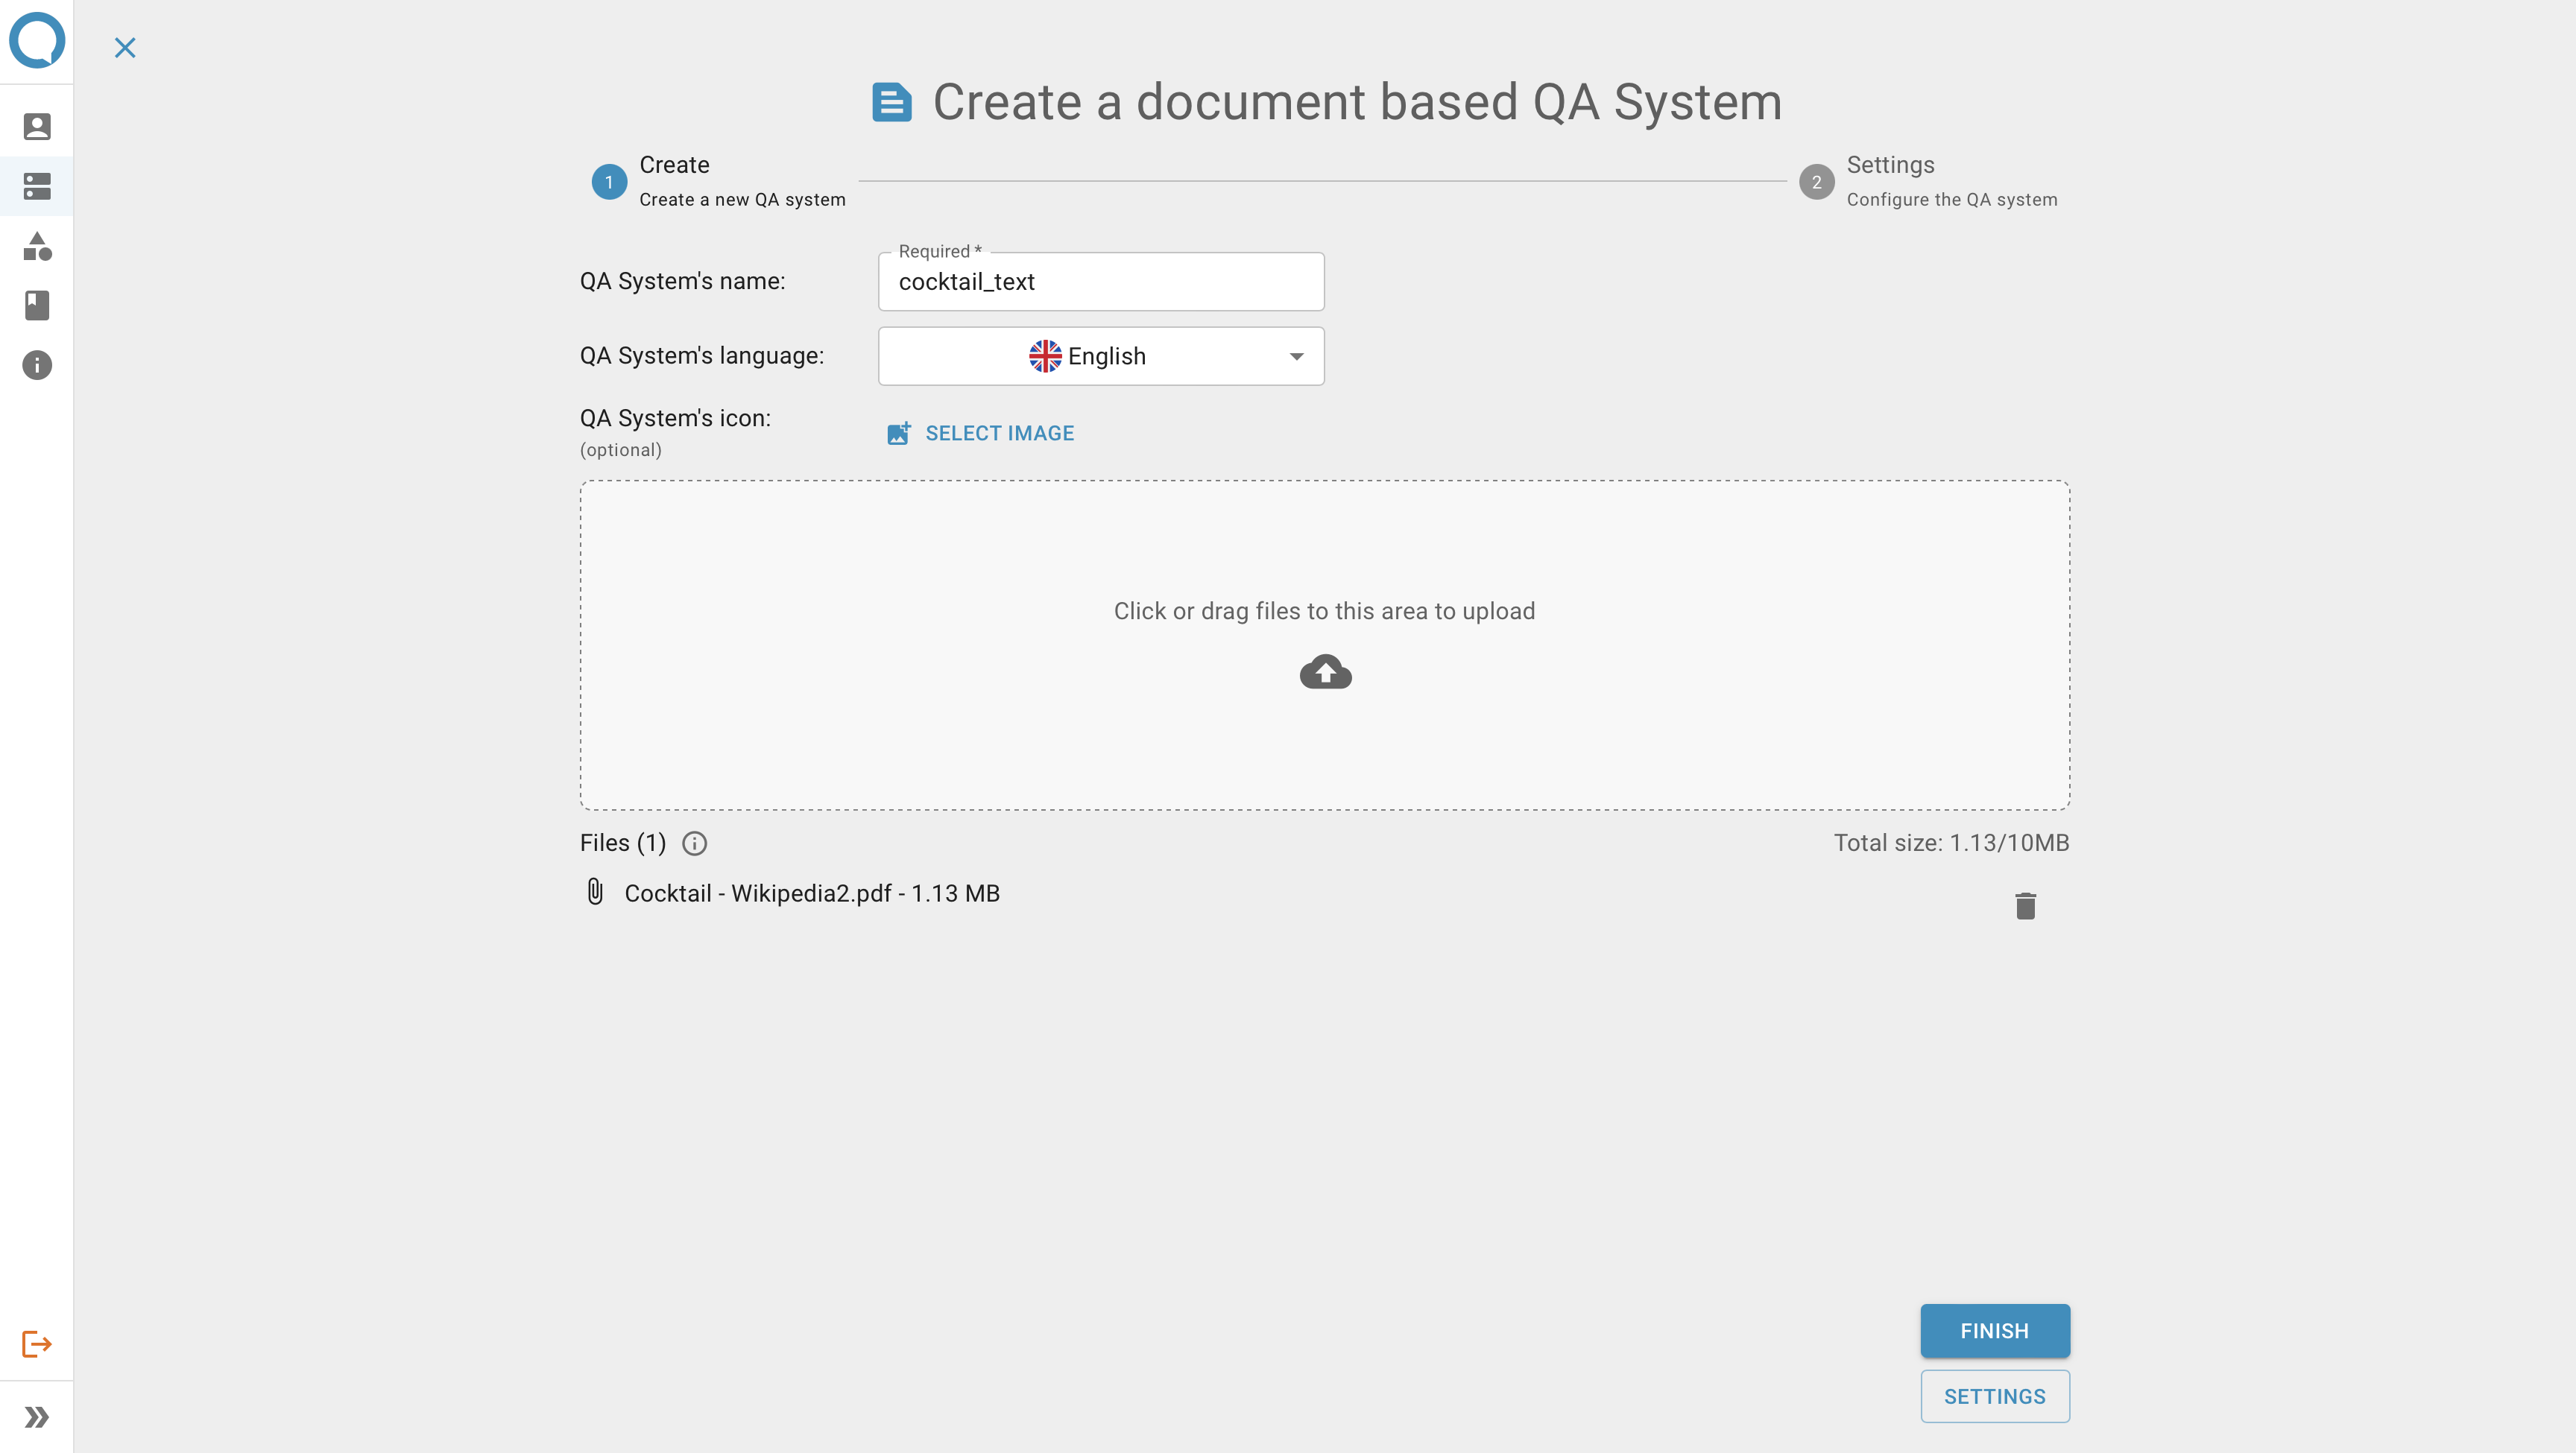 Create a document based QA System
1
Create
Create a new QA system
2
Settings
Configure the QA system
Required *
QA System's name:
cocktail_text
QA System's language:
English
QA System's icon:
(optional)
SELECT IMAGE
Click or drag files to this area to upload
Files (1)
Total size: 1.13/10MB
Cocktail - Wikipedia2.pdf - 1.13 MB
FINISH
SETTINGS